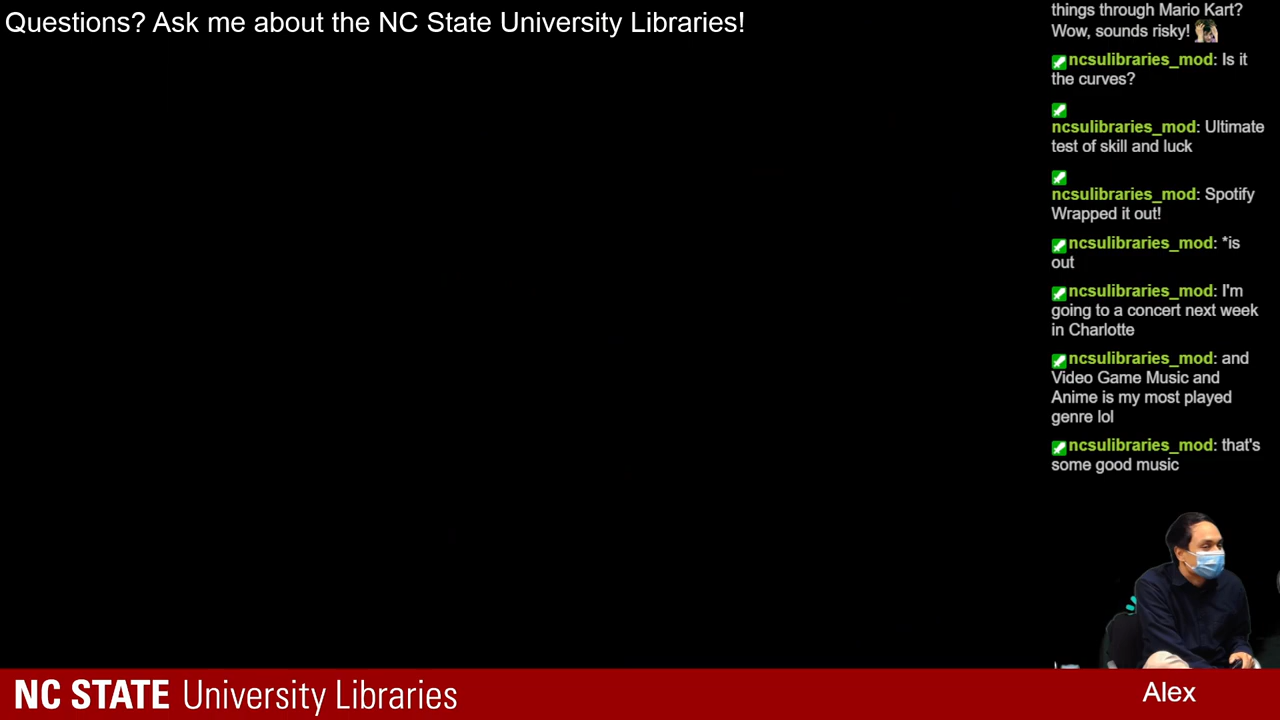 Questions? Ask me about the NC State University Libraries!
things through Mario Kart?
Wow, sounds risky!
ncsulibraries_mod: Is it
the curves?
ncsulibraries_mod: Ultimate
test of skill and luck
ncsulibraries_mod: Spotify
Wrapped it out!
ncsulibraries_mod: *is
out
ncsulibraries_mod: I'm
going to a concert next week
in Charlotte
ncsulibraries_mod: and
Video Game Music and
Anime is my most played
genre lol
ncsulibraries_mod: that's
some good music
NC STATE University Libraries
Alex